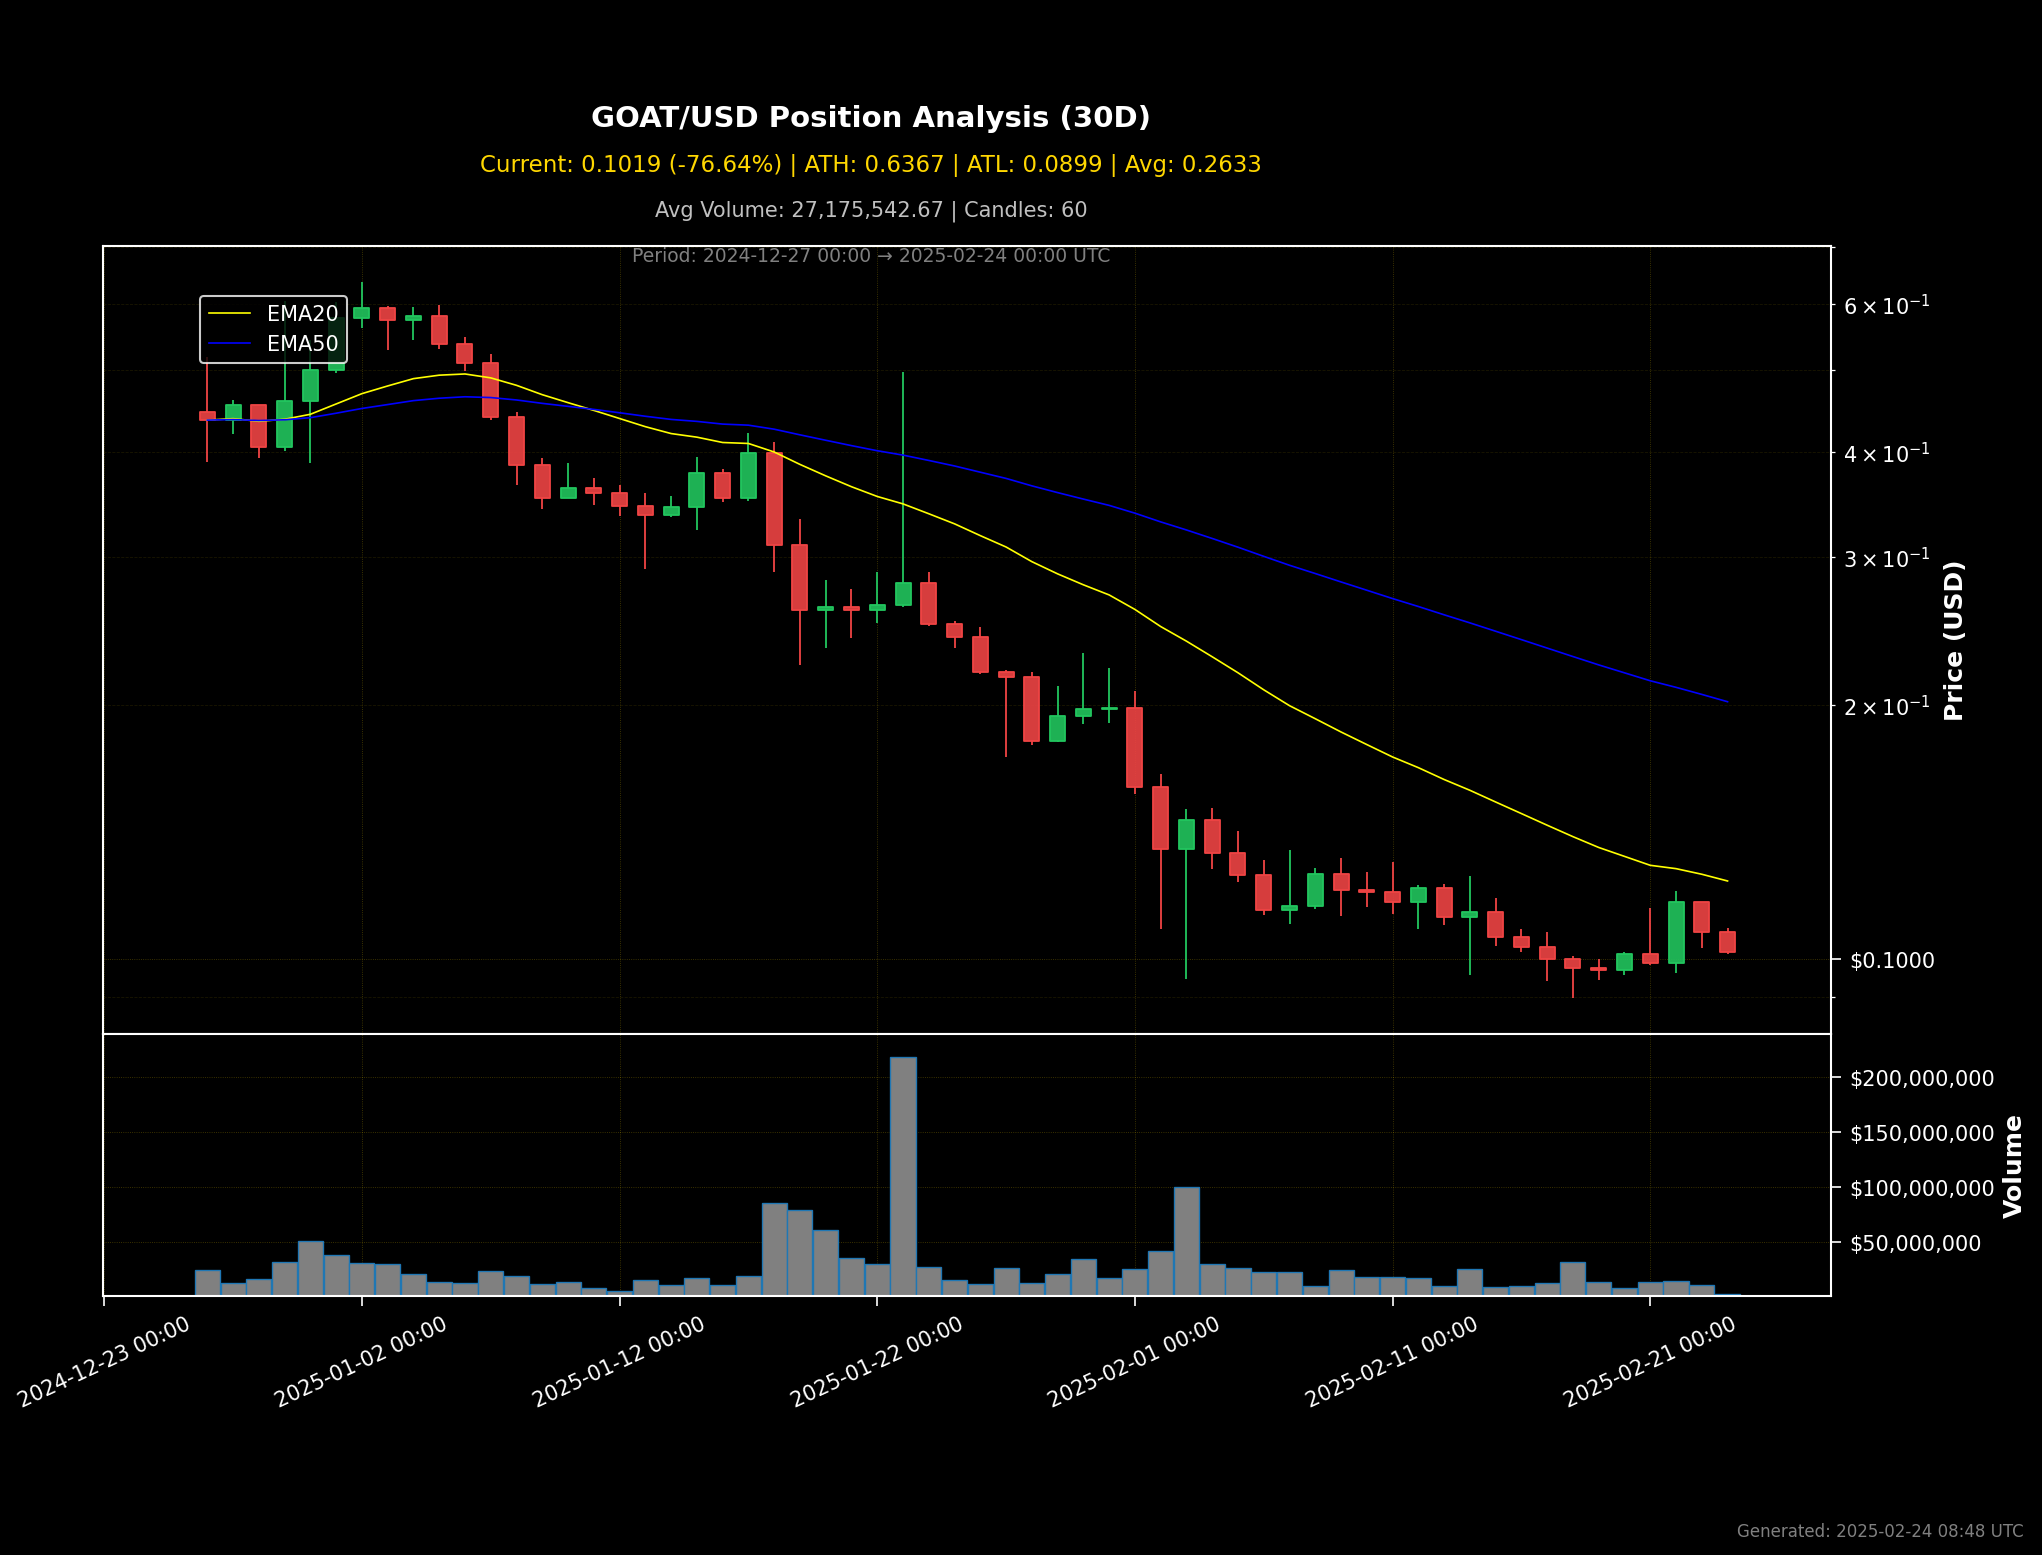 GOAT/USD Position Analysis (30D)
Current: 0.1019 (-76.64%) | ATH: 0.6367 | ATL: 0.0899 | Avg: 0.2633
Avg Volume: 27,175,542.67 | Candles: 60
Period: 2024-12-27 00:00 → 2025-02-24 00:00 UTC
EMA20
EMA50
6 × 10⁻¹
4 × 10⁻¹
3 × 10⁻¹
2 × 10⁻¹
$0.1000
Price (USD)
$200,000,000
$150,000,000
$100,000,000
$50,000,000
Volume
2024-12-23 00:00
2025-01-02 00:00
2025-01-12 00:00
2025-01-22 00:00
2025-02-01 00:00
2025-02-11 00:00
2025-02-21 00:00
Generated: 2025-02-24 08:48 UTC